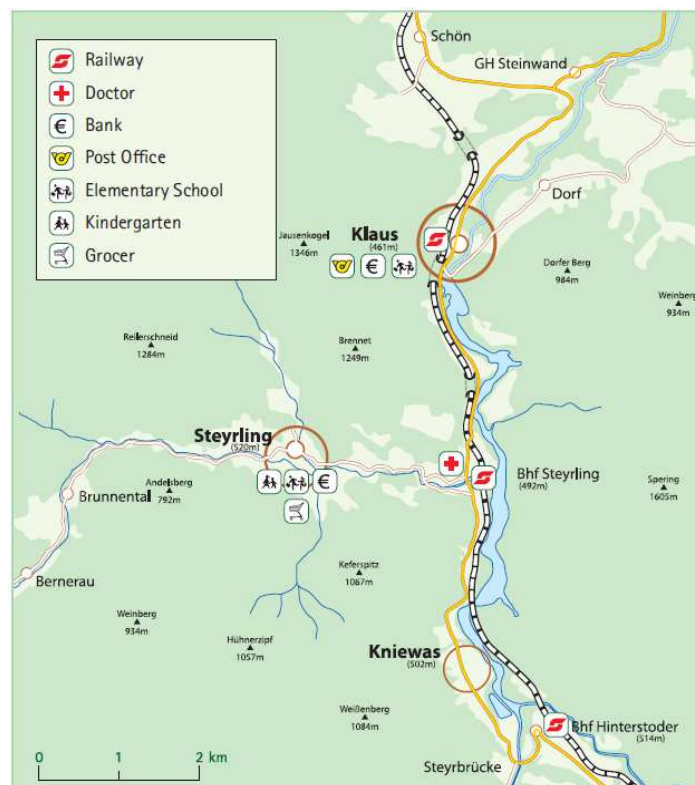 Railway
Doctor
€ Bank
Post Office
Elementary School
Kindergarten
Grocer
Schön
GH Steinwand
Dorf
Klaus
(461m)
€
Jausenkogel
1346m
Dorfer Berg
984m
Weinberg
934m
Reilerschneid
1284m
Brennet
1249m
Steyrling
(520m)
€
Bhf Steyrling
(492m)
Spering
1605m
Andelsberg
792m
Brunnental
Bernerau
Keferspitz
1067m
Weinberg
934m
Hühnerzipf
1057m
Kniewas
(502m)
Weißenberg
1084m
Bhf Hinterstoder
(514m)
Steyrbrücke
0 1 2 km